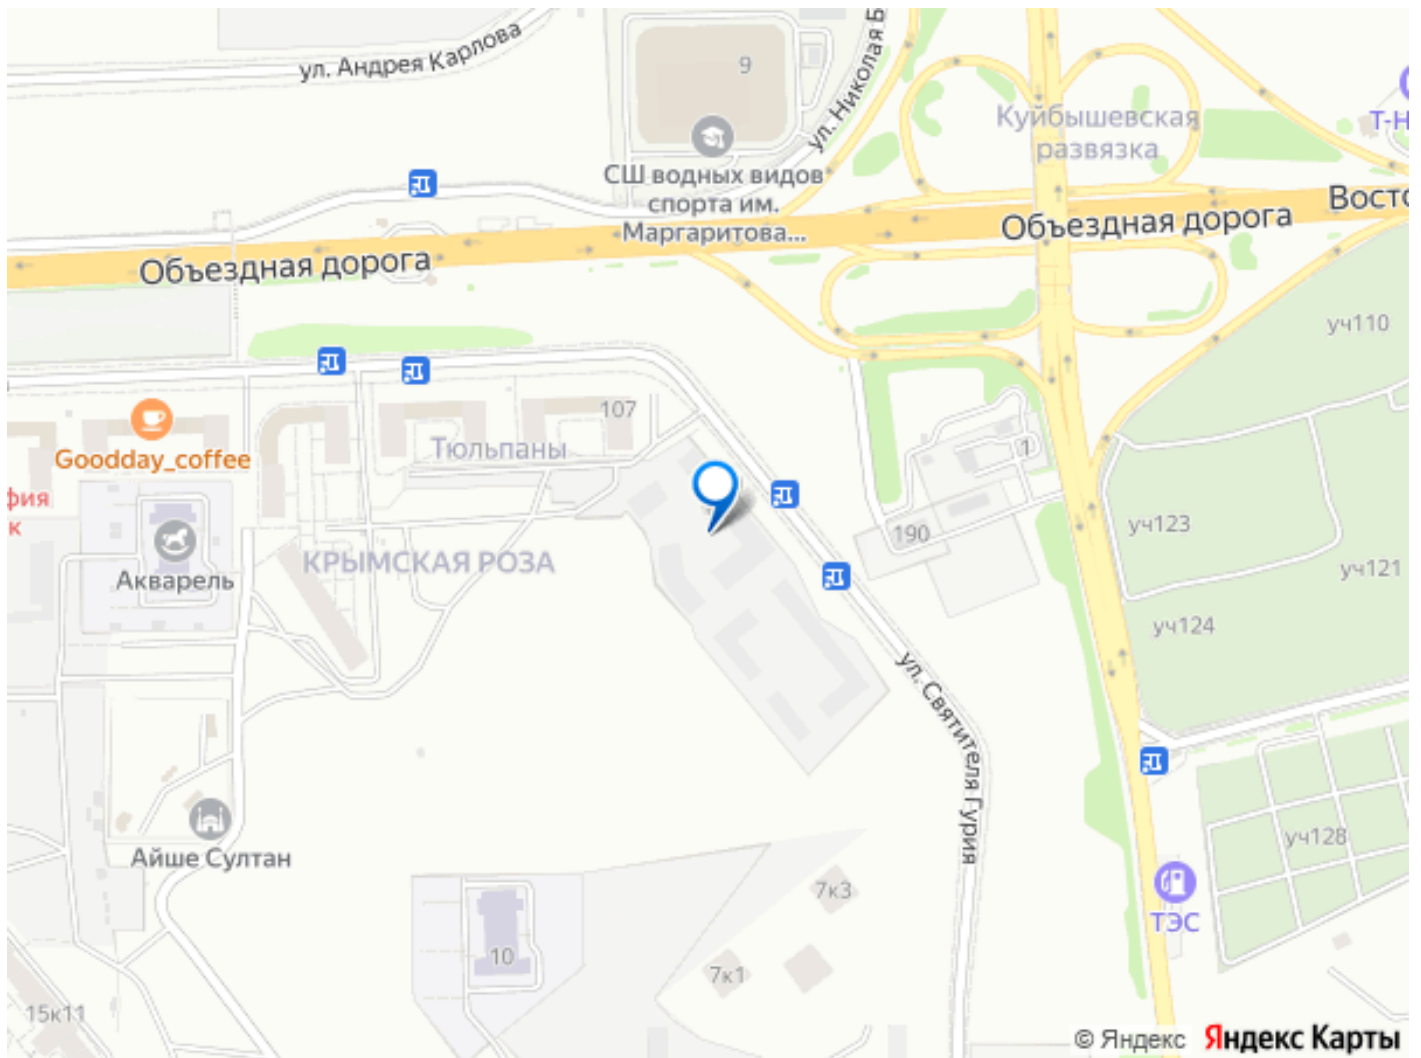 ул. Андрея Карлова
9
ул. Николая Б
Куйбышевская
развязка
Т-Н
СШ водных видов
спорта им.
Маргаритова...
Восто
Объездная дорога
Объездная дорога
уч110
107
Тюльпаны
Goodday_coffee
фия
к
1
190
уч123
КРЫМСКАЯ РОЗА
Акварель
уч121
уч124
ул. Святителя Гурия
уч128
Айше Султан
7к3
ТЭС
10
7к1
15к11
© Яндекс Яндекс Карты